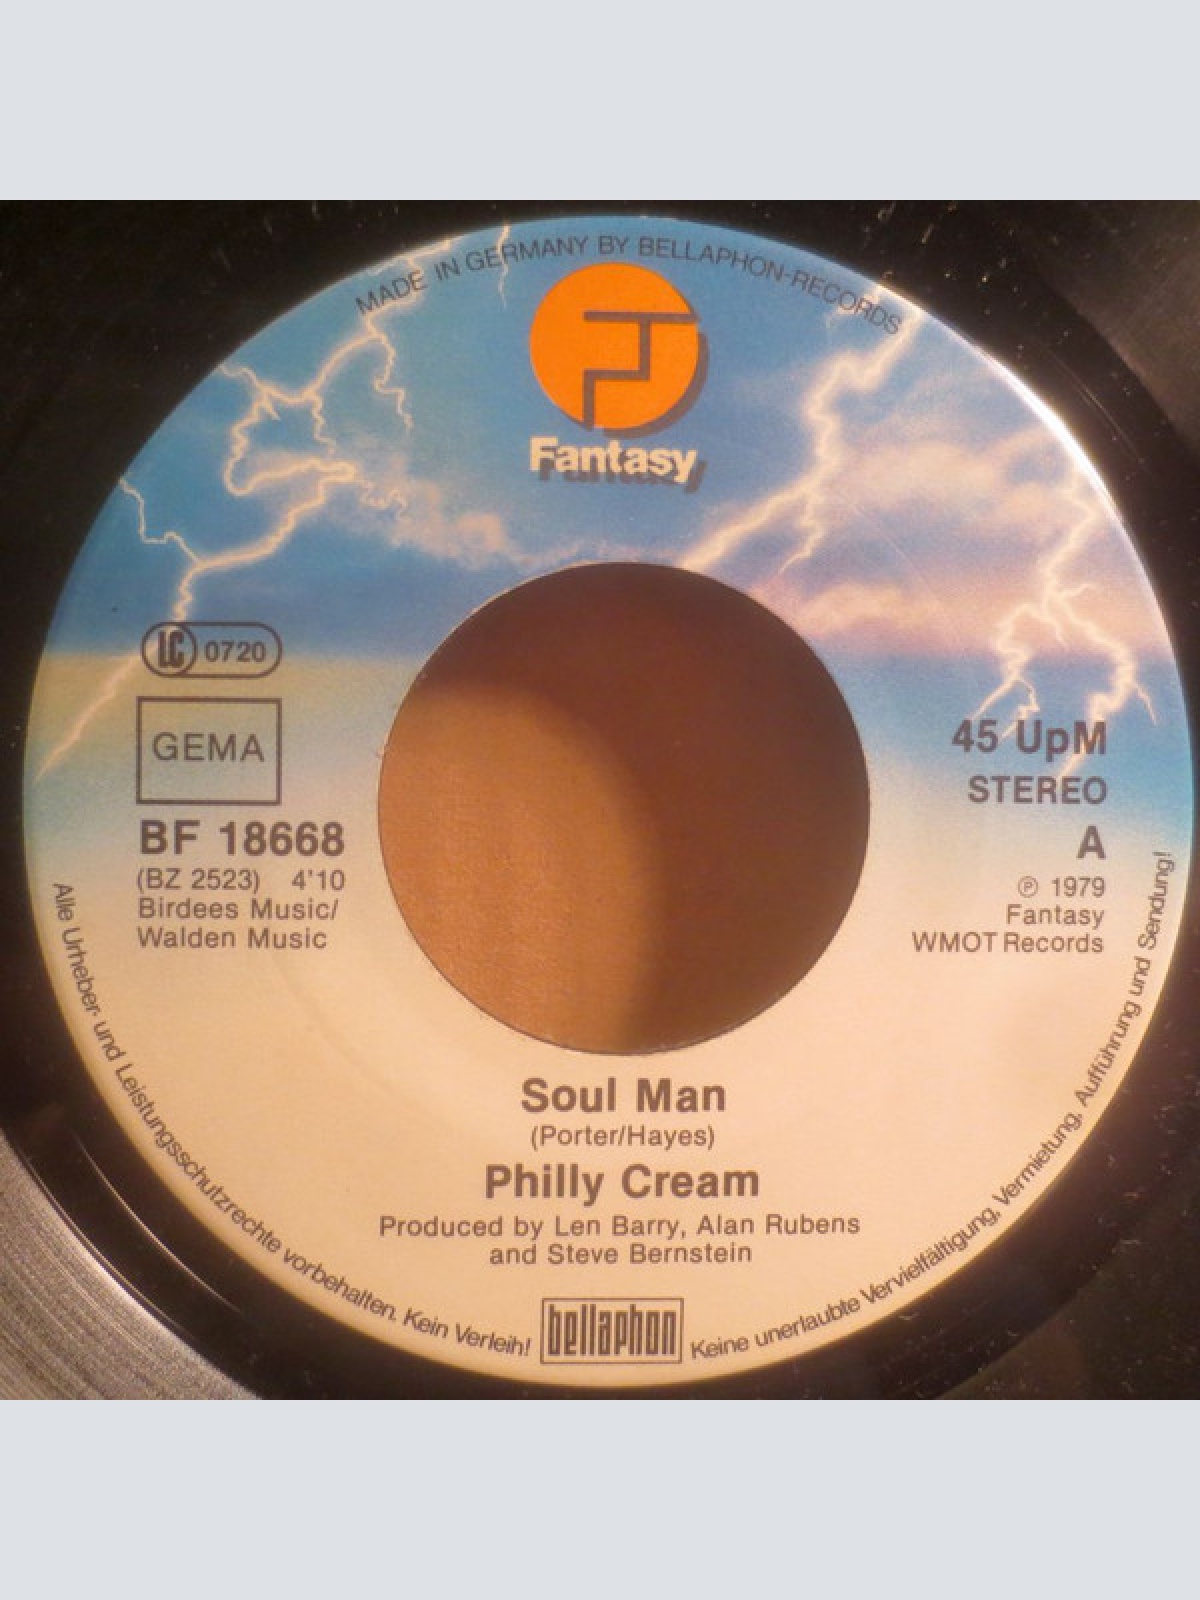 MADE IN GERMANY BY BELLAPHON-RECORDS
Fantasy
LC 0720
GEMA
BF 18668
(BZ 2523) 4'10
Birdees Music/
Walden Music
45 UpM
STEREO
A
℗ 1979
Fantasy
WMOT Records
Soul Man
(Porter/Hayes)
Philly Cream
Produced by Len Barry, Alan Rubens
and Steve Bernstein
Alle Urheber- und Leistungsschutzrechte vorbehalten. Kein Verleih!
bellaphon
Keine unerlaubte Vervielfältigung, Vermietung, Aufführung und Sendung!